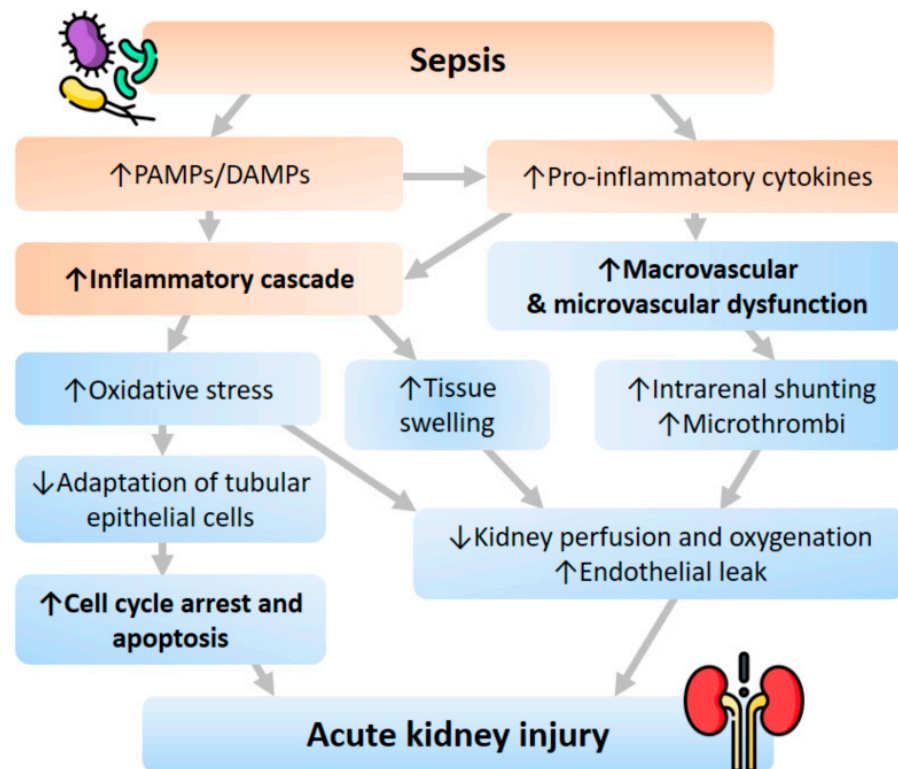 Sepsis
↑PAMPs/DAMPs
↑Pro-inflammatory cytokines
↑Inflammatory cascade
↑Macrovascular
& microvascular dysfunction
↑Oxidative stress
↑Tissue
swelling
↑Intrarenal shunting
↑Microthrombi
↓Adaptation of tubular
epithelial cells
↓Kidney perfusion and oxygenation
↑Endothelial leak
↑Cell cycle arrest and
apoptosis
Acute kidney injury